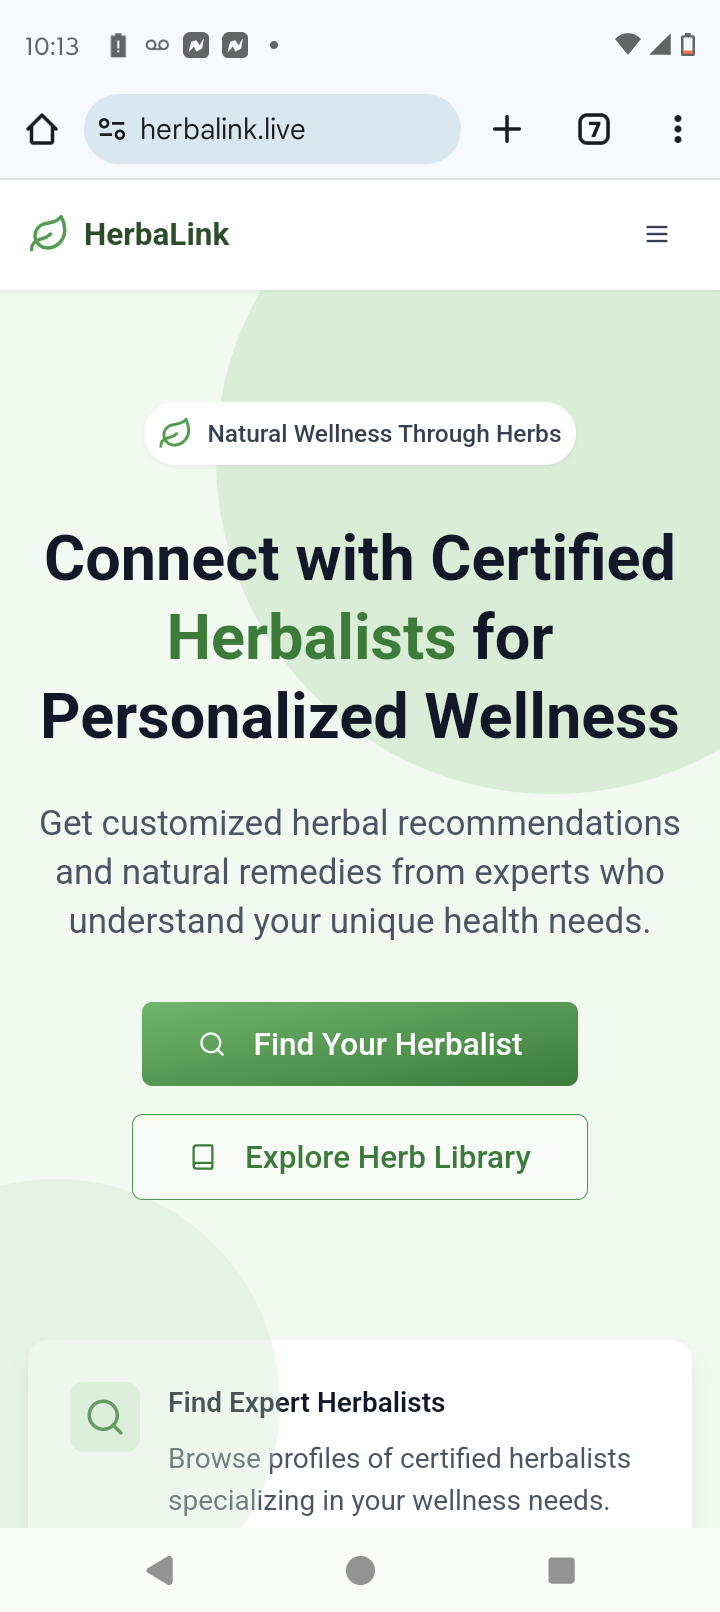 10:13
herbalink.live
7
HerbaLink
Natural Wellness Through Herbs
Connect with Certified
Herbalists for
Personalized Wellness
Get customized herbal recommendations
and natural remedies from experts who
understand your unique health needs.
Find Your Herbalist
Explore Herb Library
Find Expert Herbalists
Browse profiles of certified herbalists
specializing in your wellness needs.